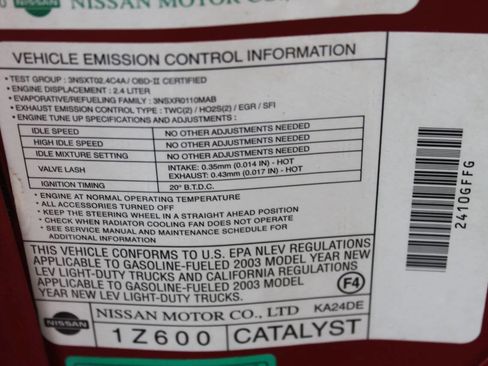 NISSAN MOTOR CO
VEHICLE EMISSION CONTROL INFORMATION
• TEST GROUP : 3NSXT02.4C4A / OBD-II CERTIFIED
• ENGINE DISPLACEMENT : 2.4 LITER
• EVAPORATIVE/REFUELING FAMILY : 3NSXR0110MAB
• EXHAUST EMISSION CONTROL TYPE : TWC(2) / HO2S(2) / EGR / SFI
• ENGINE TUNE UP SPECIFICATIONS AND ADJUSTMENTS :
IDLE SPEED NO OTHER ADJUSTMENTS NEEDED
HIGH IDLE SPEED NO OTHER ADJUSTMENTS NEEDED
IDLE MIXTURE SETTING NO OTHER ADJUSTMENTS NEEDED
VALVE LASH INTAKE: 0.35mm (0.014 IN) - HOT
EXHAUST: 0.43mm (0.017 IN) - HOT
IGNITION TIMING 20° B.T.D.C.
• ENGINE AT NORMAL OPERATING TEMPERATURE
• ALL ACCESSORIES TURNED OFF
• KEEP THE STEERING WHEEL IN A STRAIGHT AHEAD POSITION
• CHECK WHEN RADIATOR COOLING FAN DOES NOT OPERATE
• SEE SERVICE MANUAL AND MAINTENANCE SCHEDULE FOR
ADDITIONAL INFORMATION
THIS VEHICLE CONFORMS TO U.S. EPA NLEV REGULATIONS
APPLICABLE TO GASOLINE-FUELED 2003 MODEL YEAR NEW
LEV LIGHT-DUTY TRUCKS AND CALIFORNIA REGULATIONS
APPLICABLE TO GASOLINE-FUELED 2003 MODEL
YEAR NEW LEV LIGHT-DUTY TRUCKS.
F4
NISSAN NISSAN MOTOR CO., LTD KA24DE
1Z600 CATALYST
2410GFFG